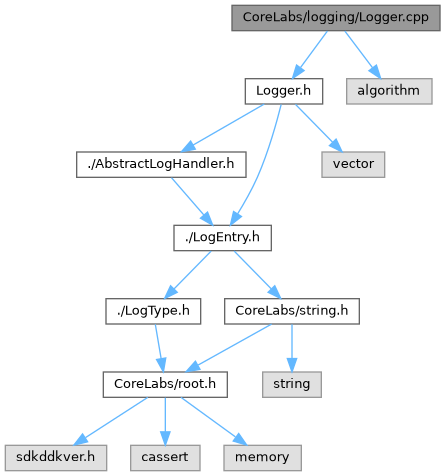 CoreLabs/logging/Logger.cpp
Logger.h
algorithm
./AbstractLogHandler.h
vector
./LogEntry.h
./LogType.h
CoreLabs/string.h
CoreLabs/root.h
string
sdkddkver.h
cassert
memory